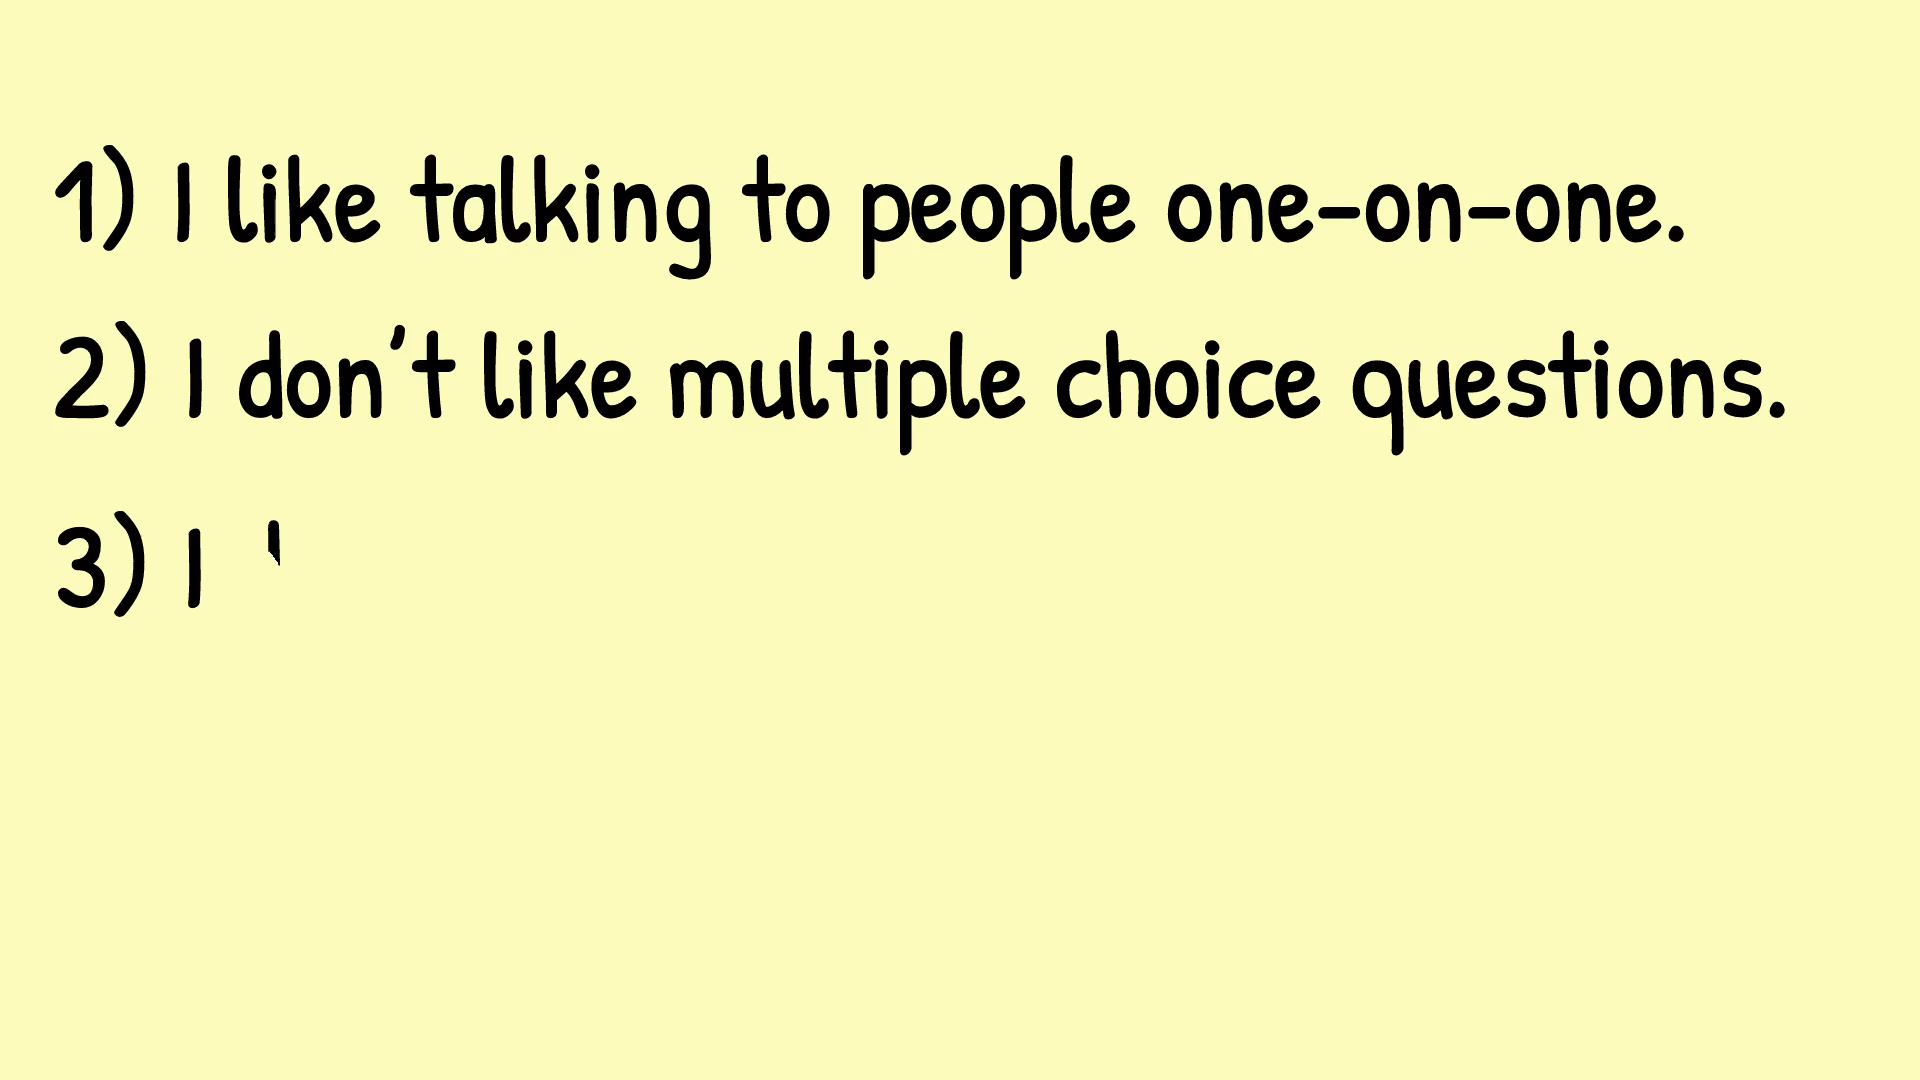 1) I like talking to people one-on-one.
2) I don't like multiple choice questions.
3) I